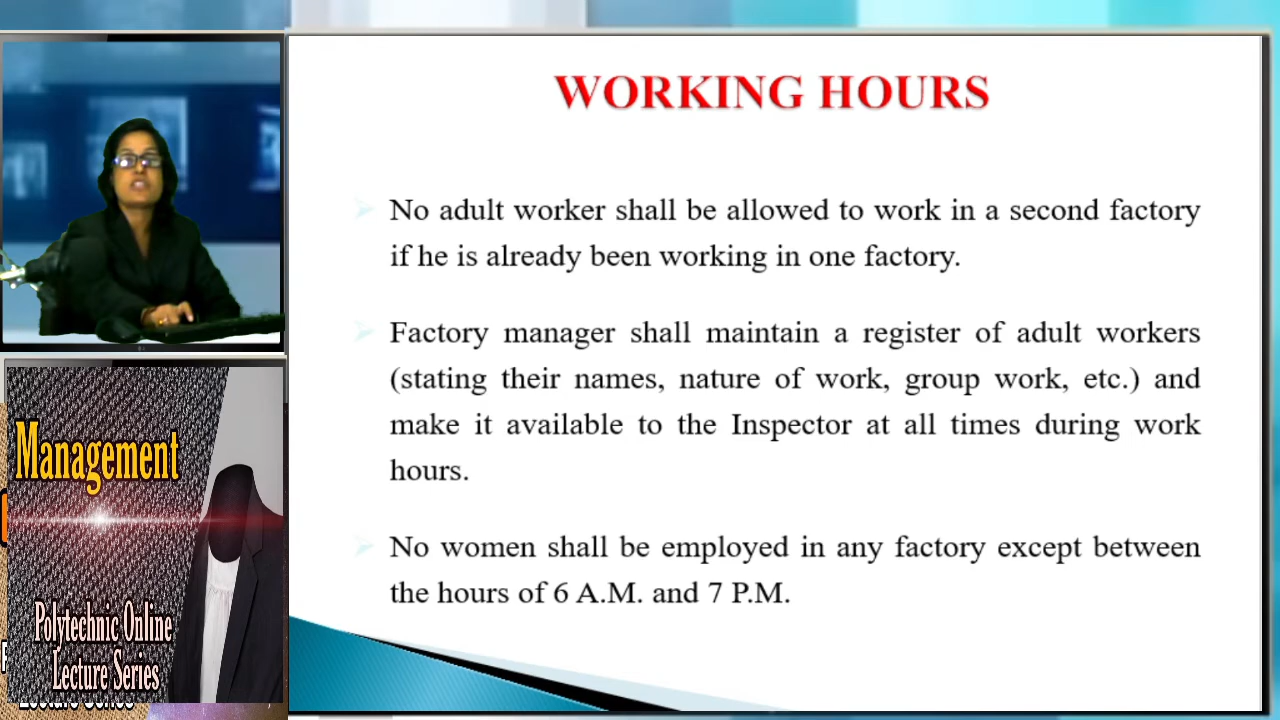 WORKING HOURS
No adult worker shall be allowed to work in a second factory
if he is already been working in one factory.
Factory manager shall maintain a register of adult workers
(stating their names, nature of work, group work, etc.) and
make it available to the Inspector at all times during work
hours.
No women shall be employed in any factory except between
the hours of 6 A.M. and 7 P.M.
Management
Polytechnic Online
Lecture Series